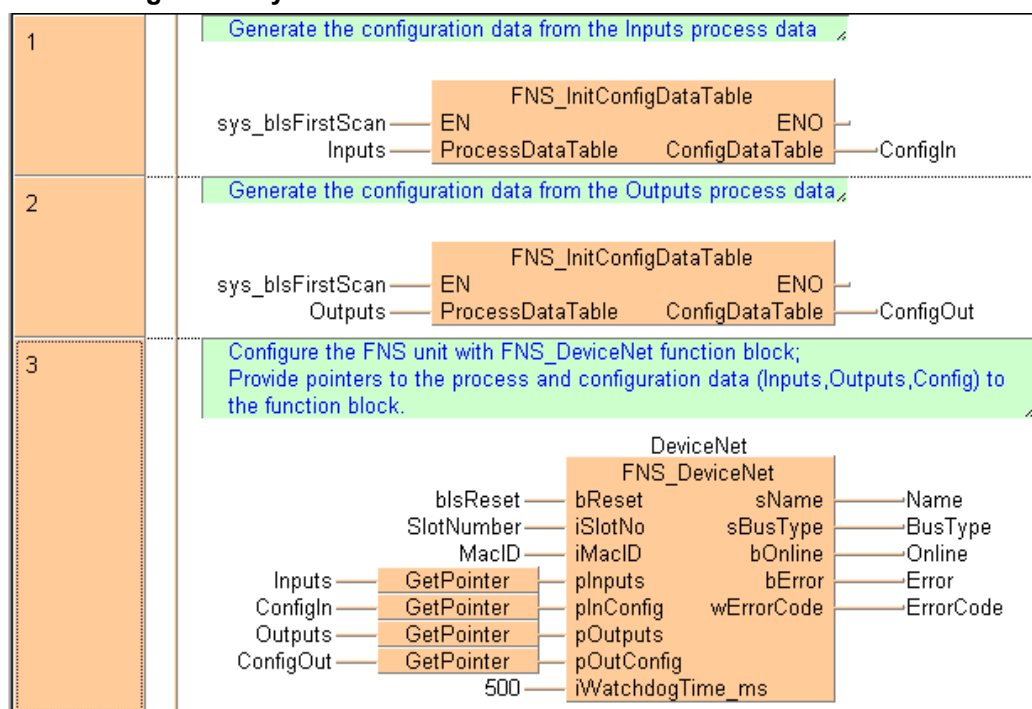 1
Generate the configuration data from the Inputs process data
FNS_InitConfigDataTable
sys_bIsFirstScan EN ENO
Inputs ProcessDataTable ConfigDataTable ConfigIn
2
Generate the configuration data from the Outputs process data
FNS_InitConfigDataTable
sys_bIsFirstScan EN ENO
Outputs ProcessDataTable ConfigDataTable ConfigOut
3
Configure the FNS unit with FNS_DeviceNet function block;
Provide pointers to the process and configuration data (Inputs,Outputs,Config) to
the function block.
DeviceNet
FNS_DeviceNet
bIsReset bReset sName Name
SlotNumber iSlotNo sBusType BusType
MacID iMacID bOnline Online
Inputs GetPointer pInputs bError Error
ConfigIn GetPointer pInConfig wErrorCode ErrorCode
Outputs GetPointer pOutputs
ConfigOut GetPointer pOutConfig
500 iWatchdogTime_ms